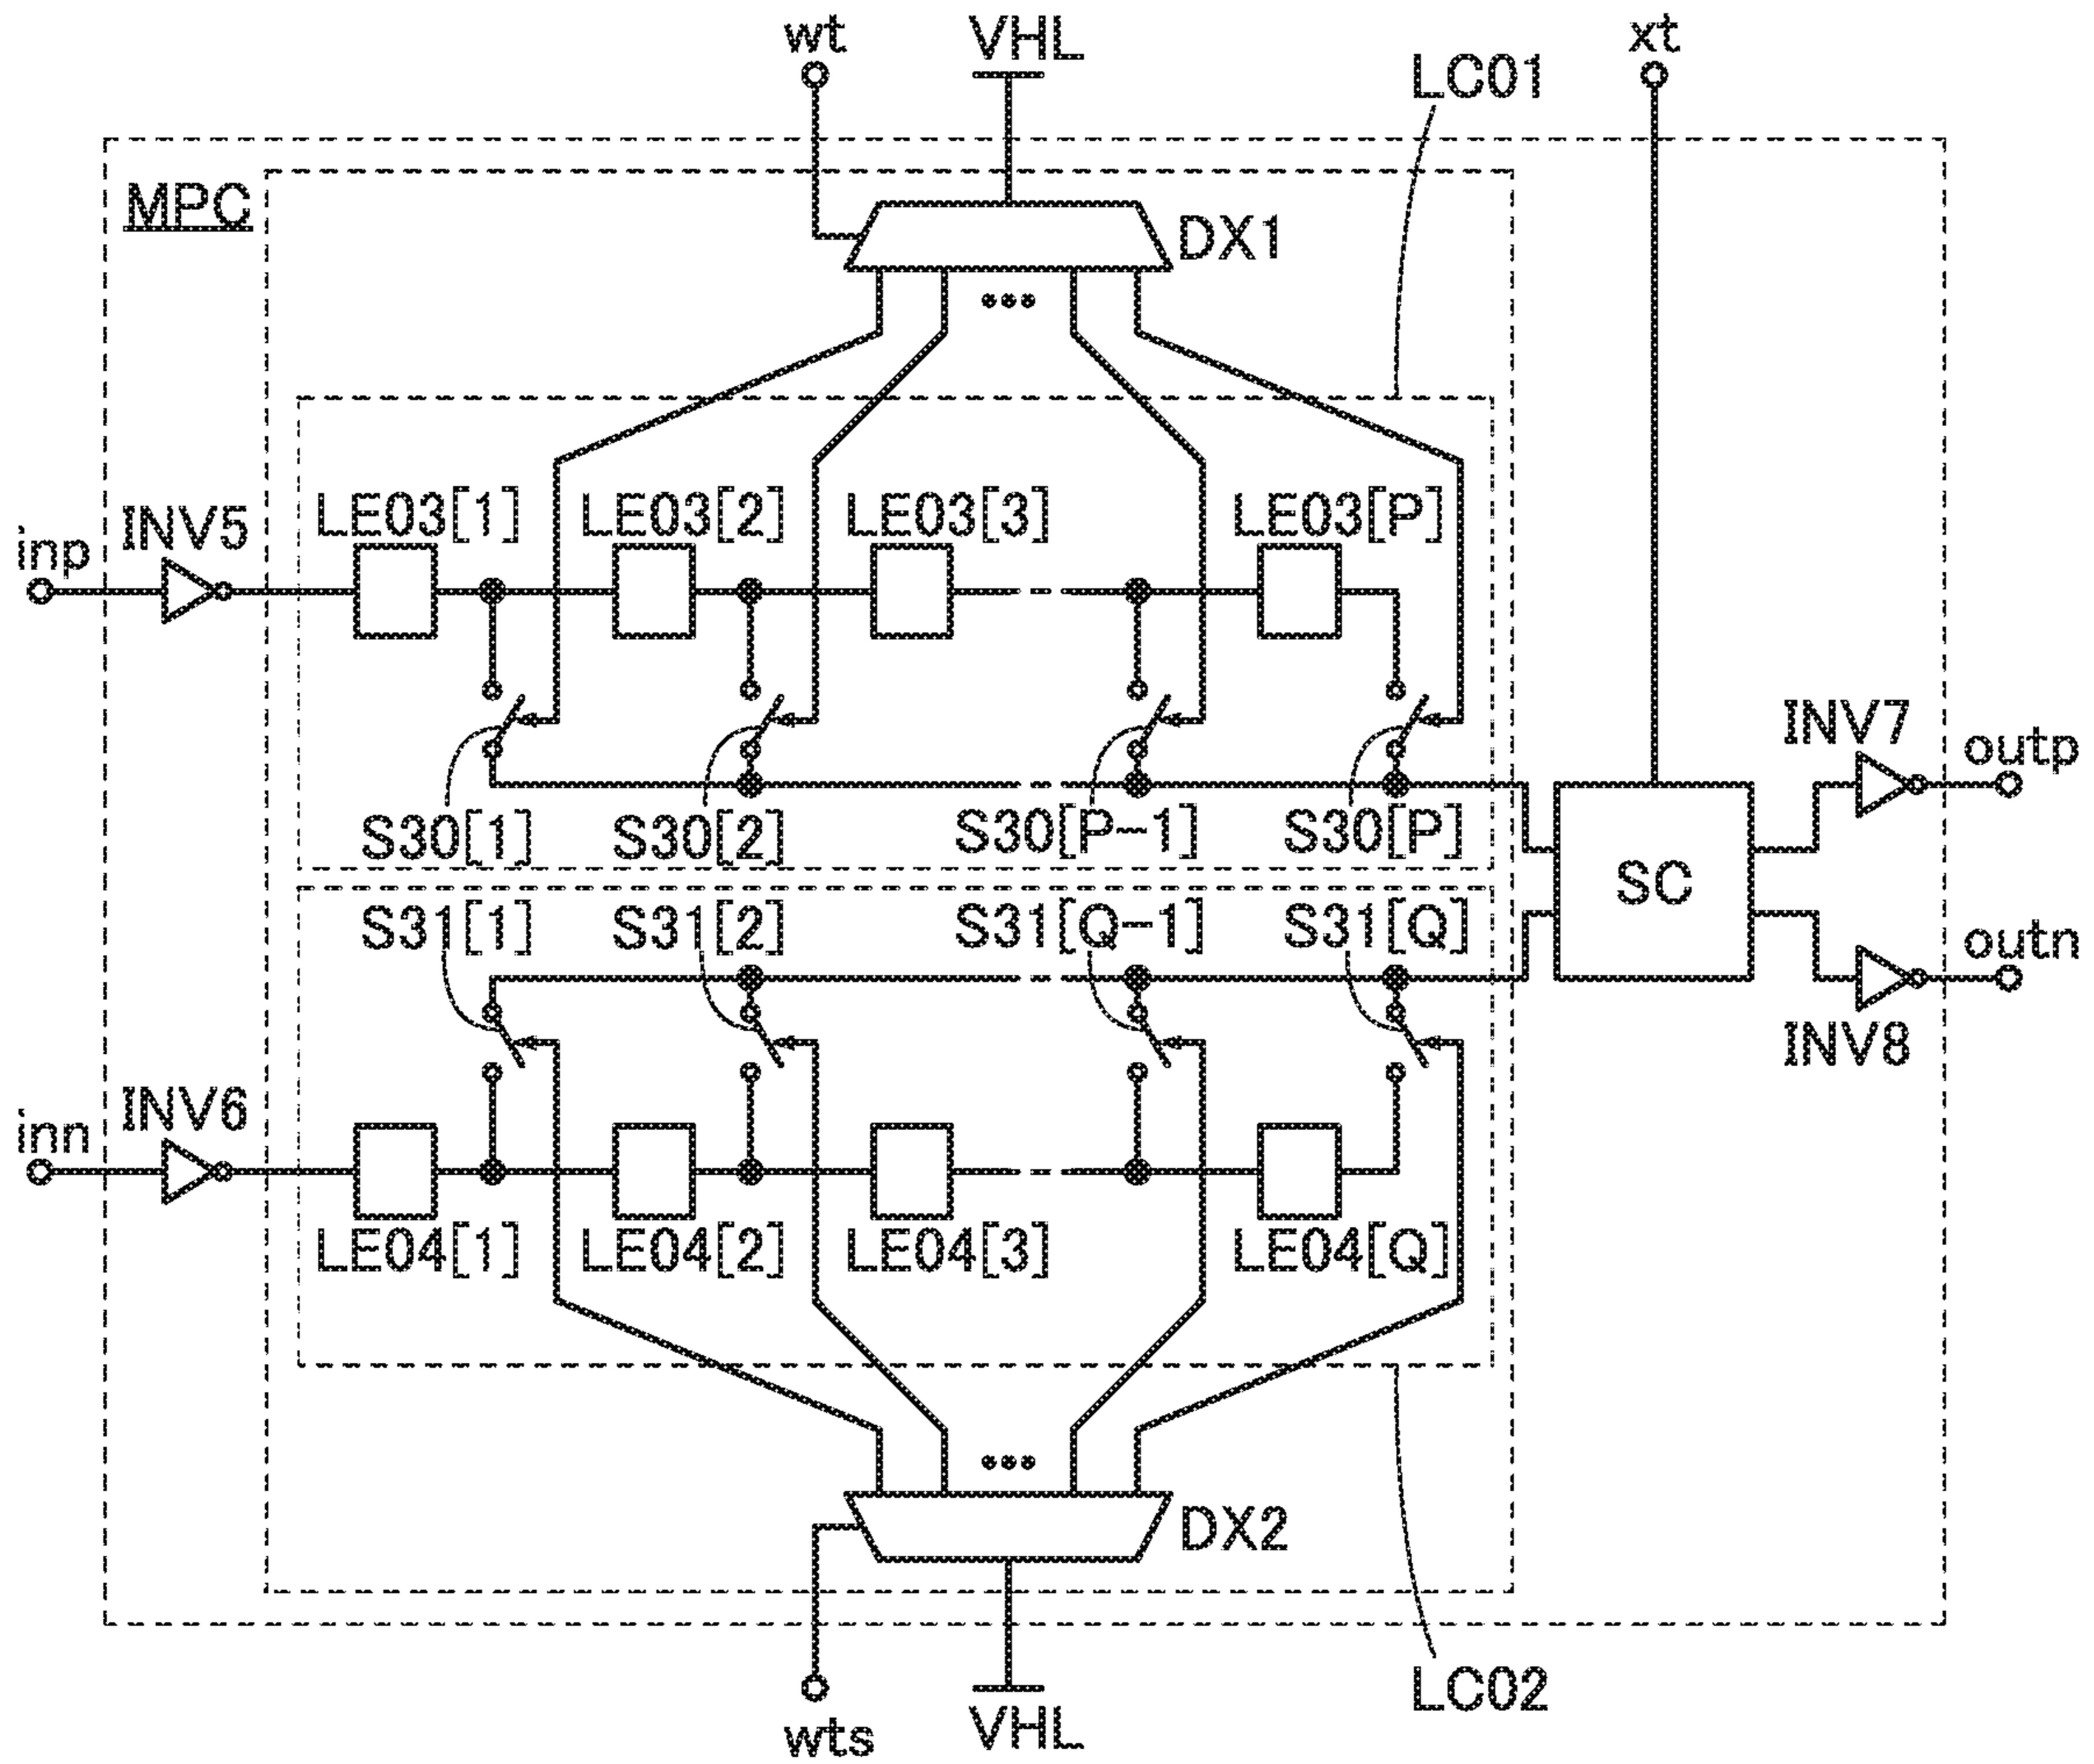 wt
VHL
xt
LC01
MPC
DX1
LE03[1]
LE03[2]
LE03[3]
LE03[P]
inp
INV5
INV7
outp
S30[1]
S30[2]
S30[P-1]
S30[P]
SC
S31[1]
S31[2]
S31[Q-1]
S31[Q]
outn
INV8
inn
INV6
LE04[1]
LE04[2]
LE04[3]
LE04[Q]
DX2
LC02
wts
VHL